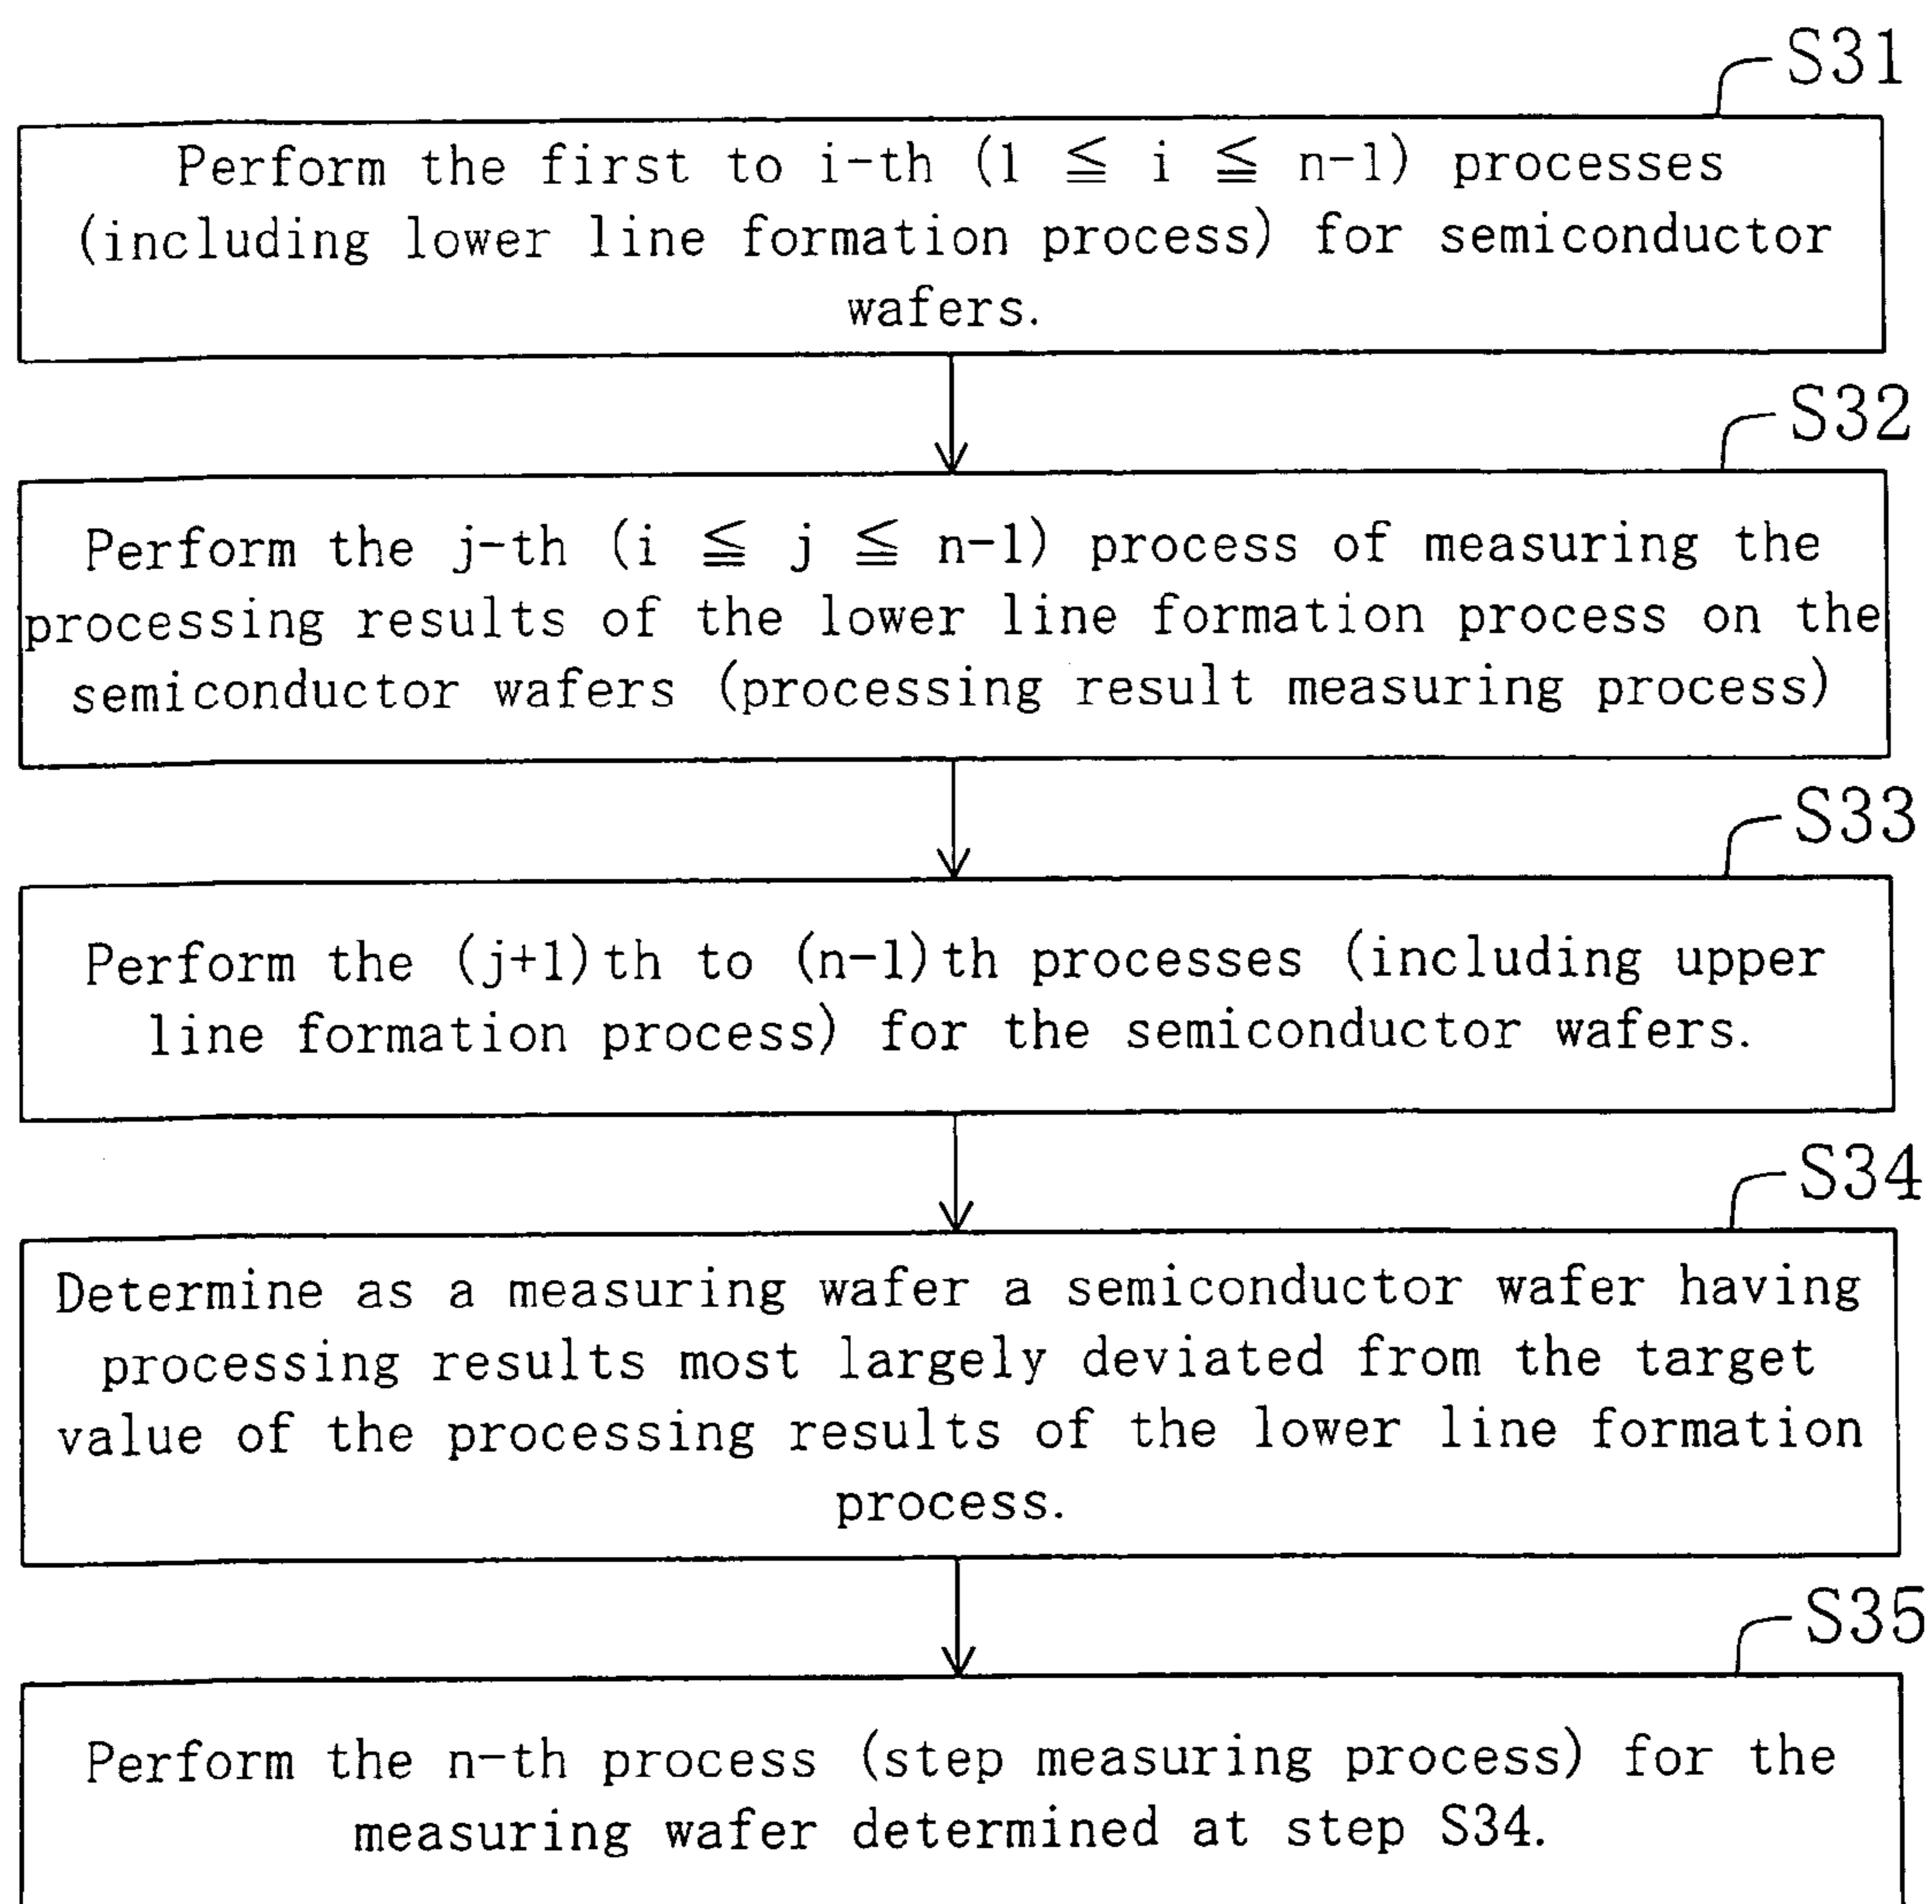 S31
Perform the first to i-th (1 ≦ i ≦ n-1) processes
(including lower line formation process) for semiconductor
wafers.
S32
Perform the j-th (i ≦ j ≦ n-1) process of measuring the
processing results of the lower line formation process on the
semiconductor wafers (processing result measuring process)
S33
Perform the (j+1)th to (n-1)th processes (including upper
line formation process) for the semiconductor wafers.
S34
Determine as a measuring wafer a semiconductor wafer having
processing results most largely deviated from the target
value of the processing results of the lower line formation
process.
S35
Perform the n-th process (step measuring process) for the
measuring wafer determined at step S34.